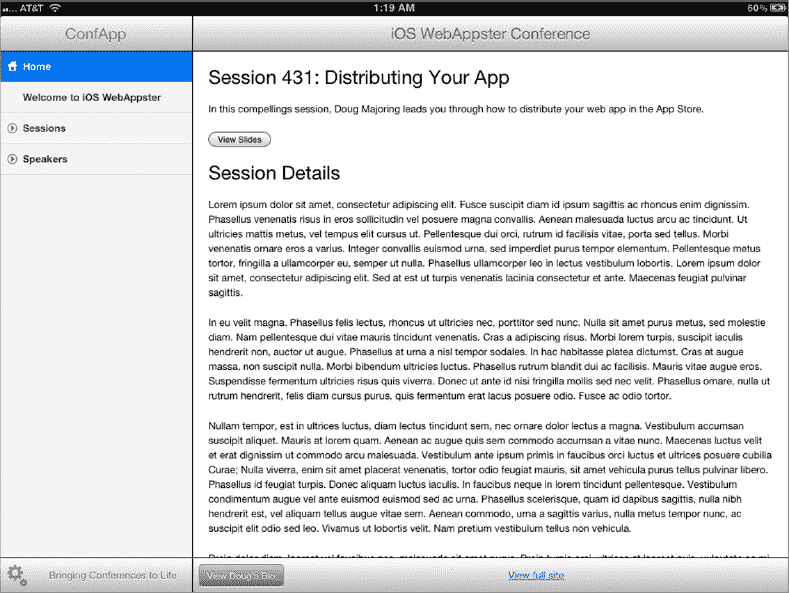 AT&T 1:19 AM 60%
ConfApp
iOS WebAppster Conference
Home
Welcome to iOS WebAppster
Sessions
Speakers
Session 431: Distributing Your App
In this compellings session, Doug Majoring leads you through how to distribute your web app in the App Store.
View Slides
Session Details
Lorem ipsum dolor sit amet, consectetur adipiscing elit. Fusce suscipit diam id ipsum sagittis ac rhoncus enim dignissim.
Phasellus venenatis risus in eros sollicitudin vel posuere magna convallis. Aenean malesuada luctus arcu ac tincidunt. Ut
ultricies mattis metus, vel tempus elit cursus ut. Pellentesque dui orci, rutrum id facilisis vitae, porta sed tellus. Morbi
venenatis ornare eros a varius. Integer convallis euismod urna, sed imperdiet purus tempor elementum. Pellentesque metus
tortor, fringilla a ullamcorper eu, semper ut nulla. Phasellus ullamcorper leo in lectus vestibulum lobortis. Lorem ipsum dolor
sit amet, consectetur adipiscing elit. Sed at est ut turpis venenatis lacinia consectetur et ante. Maecenas feugiat pulvinar
sagittis.
In eu velit magna. Phasellus felis lectus, rhoncus ut ultricies nec, porttitor sed nunc. Nulla sit amet purus metus, sed molestie
diam. Nam pellentesque dui vitae mauris tincidunt venenatis. Cras a adipiscing risus. Morbi lorem turpis, suscipit iaculis
hendrerit non, auctor ut augue. Phasellus at urna a nisl tempor sodales. In hac habitasse platea dictumst. Cras at augue
massa, non suscipit nulla. Morbi bibendum ultricies luctus. Phasellus rutrum blandit dui ac facilisis. Mauris vitae augue eros.
Suspendisse fermentum ultricies risus quis viverra. Donec ut ante id nisi fringilla mollis sed nec velit. Phasellus ornare, nulla ut
rutrum hendrerit, felis diam cursus purus, quis fermentum erat lacus posuere odio. Fusce ac odio tortor.
Nullam tempor, est in ultrices luctus, diam lectus tincidunt sem, nec ornare dolor lectus a magna. Vestibulum accumsan
suscipit aliquet. Mauris at lorem quam. Aenean ac augue quis sem commodo accumsan a vitae nunc. Maecenas luctus velit
et erat dignissim ut commodo arcu malesuada. Vestibulum ante ipsum primis in faucibus orci luctus et ultrices posuere cubilia
Curae; Nulla viverra, enim sit amet placerat venenatis, tortor odio feugiat mauris, sit amet vehicula purus tellus pulvinar libero.
Phasellus id feugiat turpis. Donec aliquam luctus iaculis. In faucibus neque in lorem tincidunt pellentesque. Vestibulum
condimentum augue vel ante euismod euismod sed ac urna. Phasellus scelerisque, quam id dapibus sagittis, nulla nibh
hendrerit est, vel aliquam tellus augue vitae sem. Aenean commodo, urna a sagittis varius, nulla metus tempor nunc, ac
suscipit elit odio sed leo. Vivamus ut lobortis velit. Nam pretium vestibulum tellus non vehicula.
Bringing Conferences to Life
View Doug's Bio
View full site